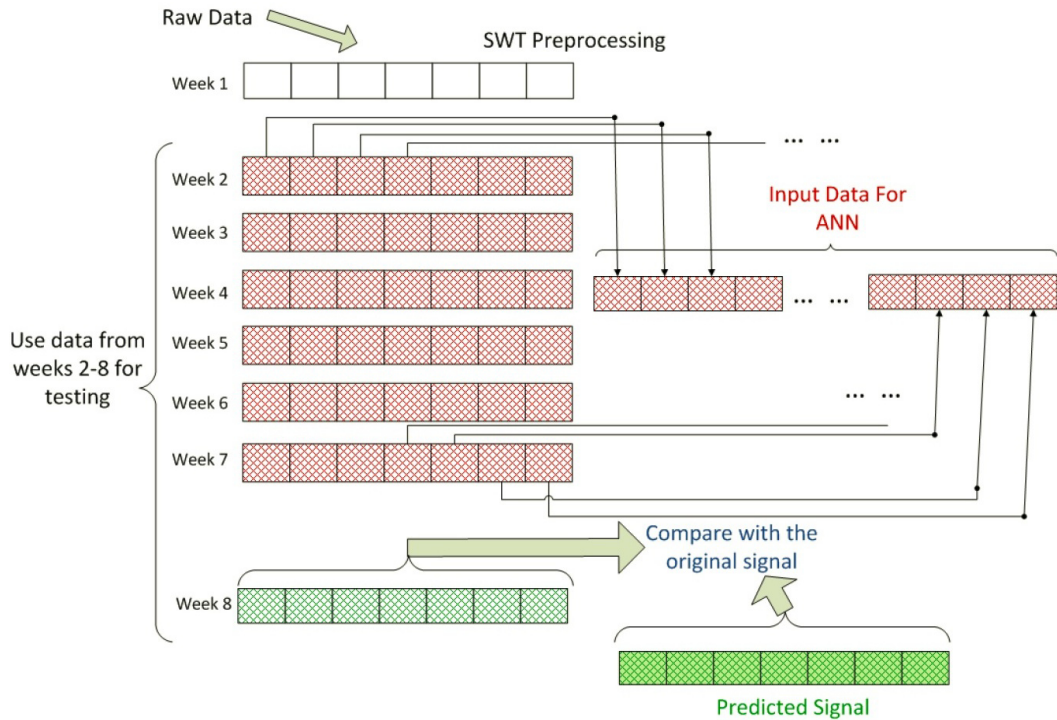 Raw Data
SWT Preprocessing
Week 1
... ...
Week 2
Input Data For
ANN
Week 3
Week 4
... ...
Use data from
weeks 2-8 for
testing
Week 5
Week 6
... ...
Week 7
Compare with the
original signal
Week 8
Predicted Signal